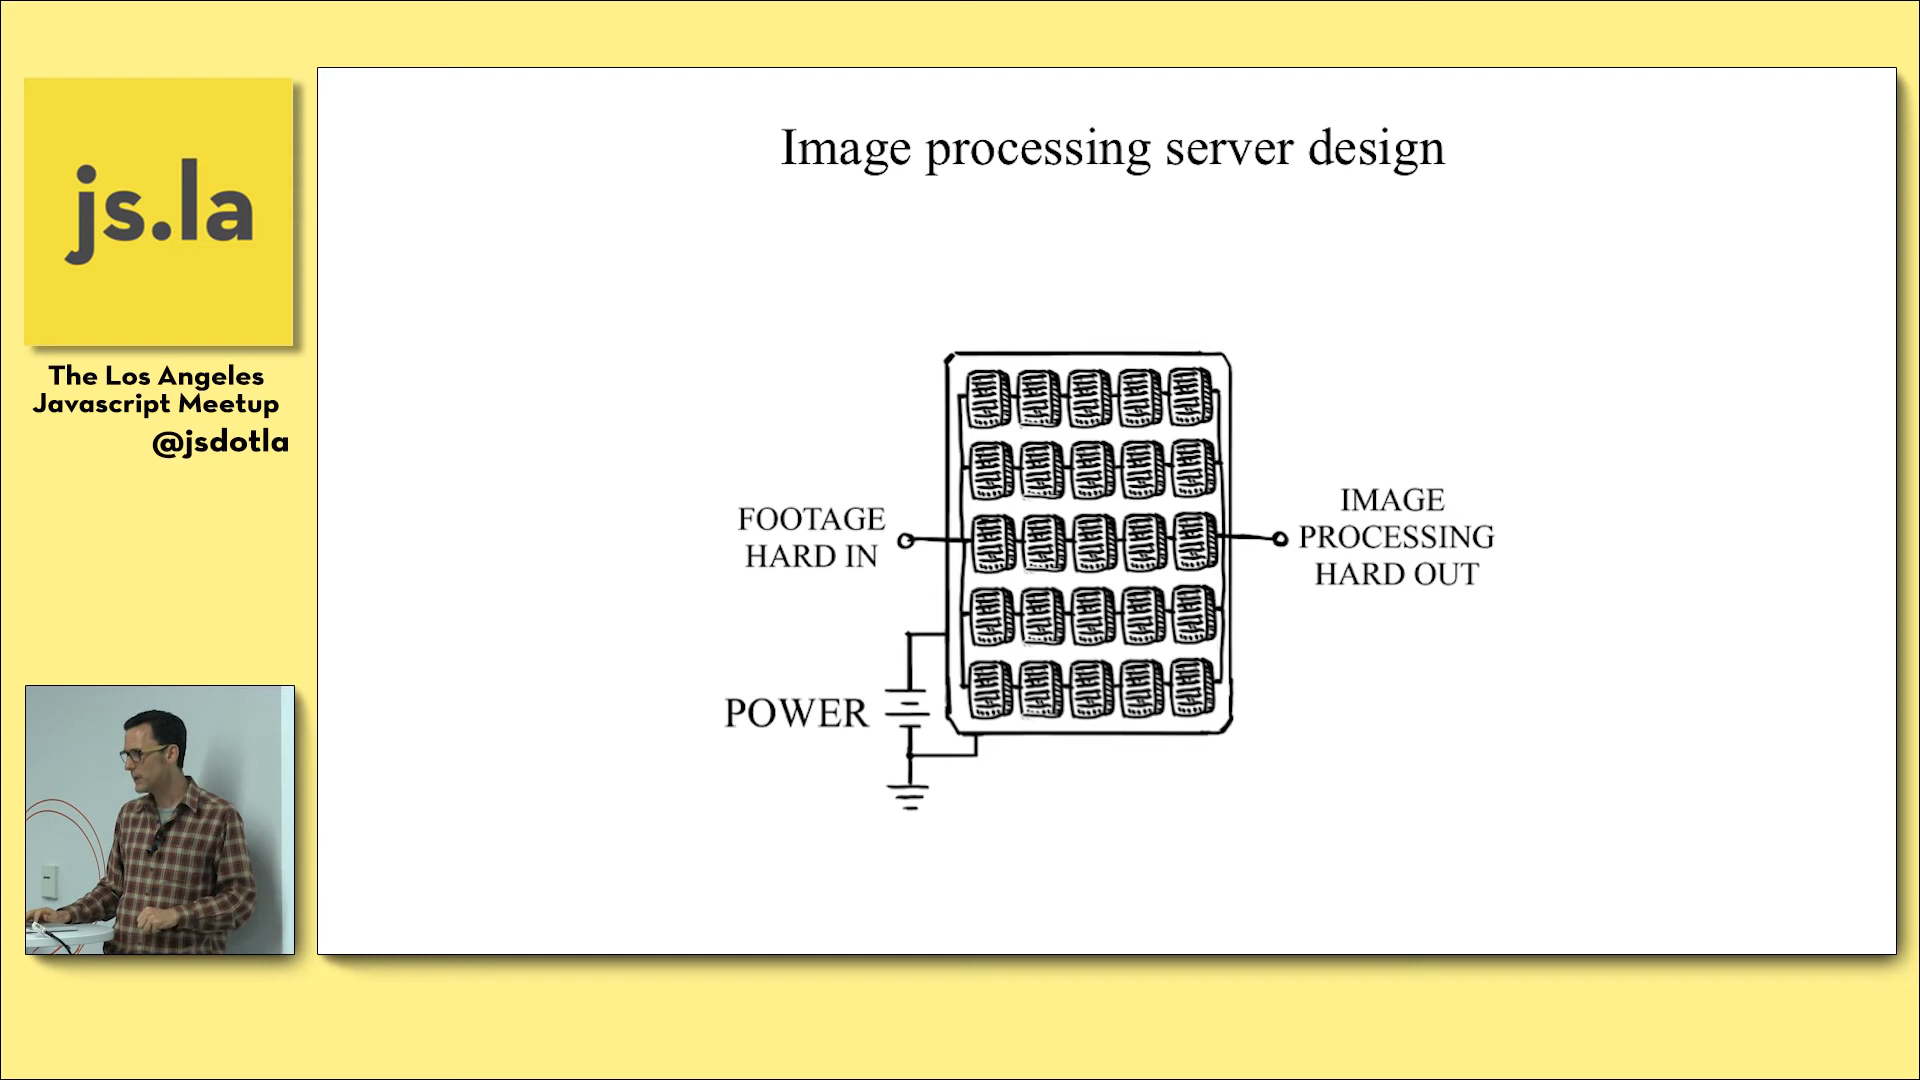 js.la
The Los Angeles
Javascript Meetup
@jsdotla
Image processing server design
FOOTAGE
HARD IN
IMAGE
PROCESSING
HARD OUT
POWER